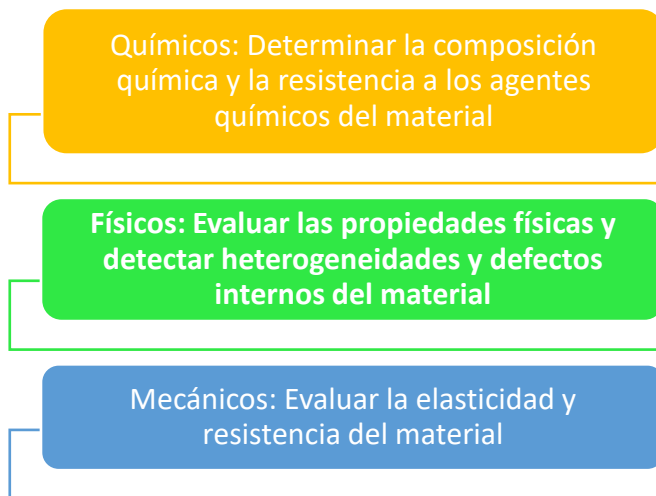 Químicos: Determinar la composición
química y la resistencia a los agentes
químicos del material
Físicos: Evaluar las propiedades físicas y
detectar heterogeneidades y defectos
internos del material
Mecánicos: Evaluar la elasticidad y
resistencia del material